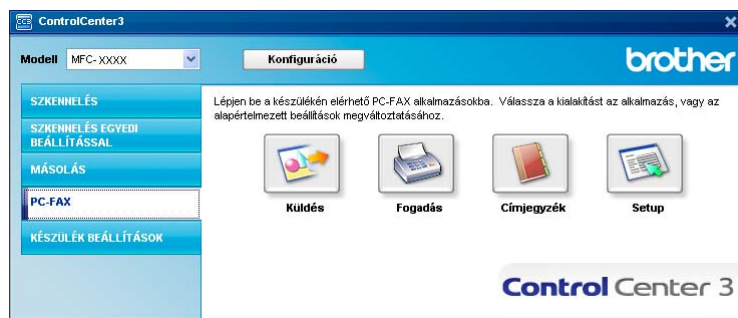 CC3 ControlCenter3
Modell MFC-XXXX Konfiguráció brother
SZKENNELÉS
SZKENNELÉS EGYEDI
BEÁLLÍTÁSSAL
MÁSOLÁS
PC-FAX
KÉSZÜLÉK BEÁLLÍTÁSOK
Lépjen be a készülékén elérhető PC-FAX alkalmazásokba. Válassza a kialakítást az alkalmazás, vagy az
alapértelmezett beállítások megváltoztatásához.
Küldés Fogadás Címjegyzék Setup
Control Center 3